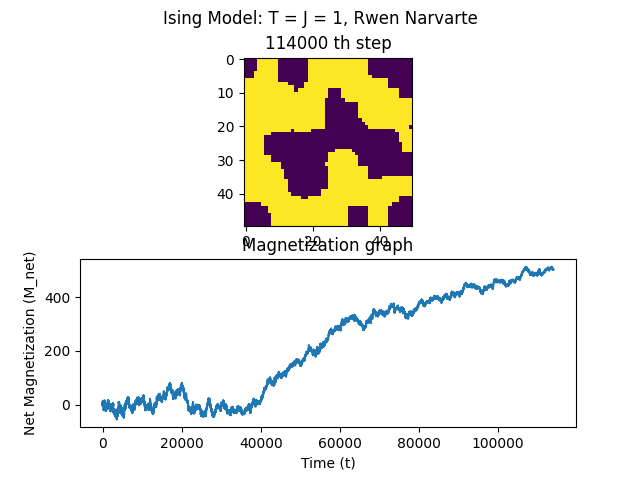 Ising Model: T = J = 1, Rwen Narvarte
114000 th step
0
10
20
30
40
0 20 40
Magnetization graph
Net Magnetization (M_net)
400
200
0
0 20000 40000 60000 80000 100000
Time (t)